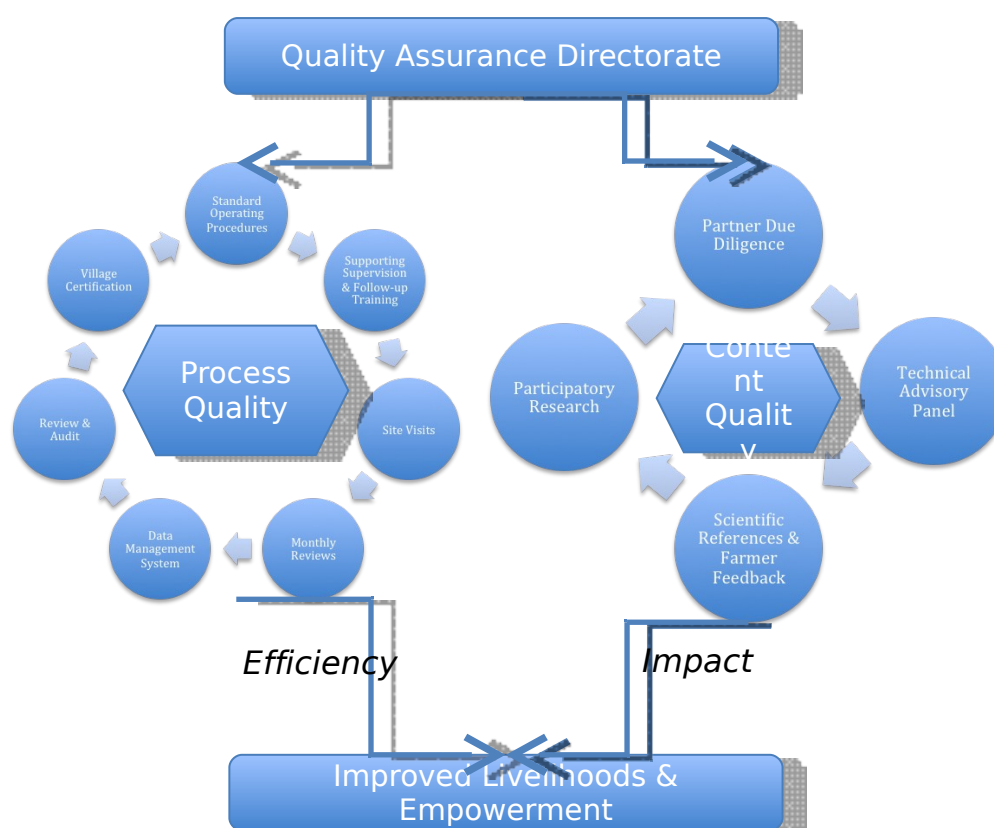 Quality Assurance Directorate
Standard
Operating
Procedures
Supporting
Supervision
& Follow-up
Training
Site Visits
Monthly
Reviews
Data
Management
System
Review &
Audit
Village
Certification
Process
Quality
Partner Due
Diligence
Technical
Advisory
Panel
Scientific
References &
Farmer
Feedback
Participatory
Research
Conte
nt
Qualit
y
Efficiency
Impact
Improved Livelihoods &
Empowerment